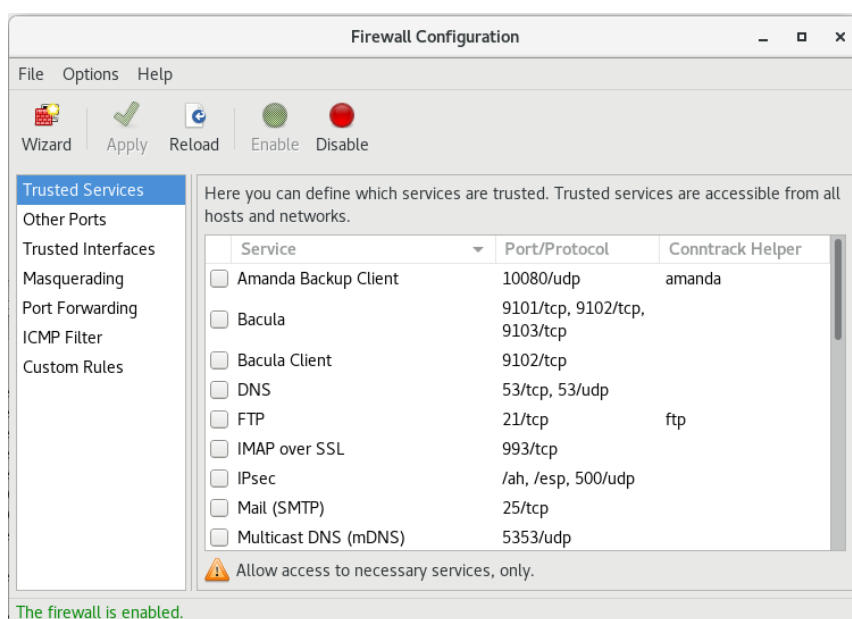 Firewall Configuration
File Options Help
Wizard Apply Reload Enable Disable
Trusted Services
Other Ports
Trusted Interfaces
Masquerading
Port Forwarding
ICMP Filter
Custom Rules
Here you can define which services are trusted. Trusted services are accessible from all
hosts and networks.
Service Port/Protocol Conntrack Helper
Amanda Backup Client 10080/udp amanda
Bacula 9101/tcp, 9102/tcp,
9103/tcp
Bacula Client 9102/tcp
DNS 53/tcp, 53/udp
FTP 21/tcp ftp
IMAP over SSL 993/tcp
IPsec /ah, /esp, 500/udp
Mail (SMTP) 25/tcp
Multicast DNS (mDNS) 5353/udp
Allow access to necessary services, only.
The firewall is enabled.